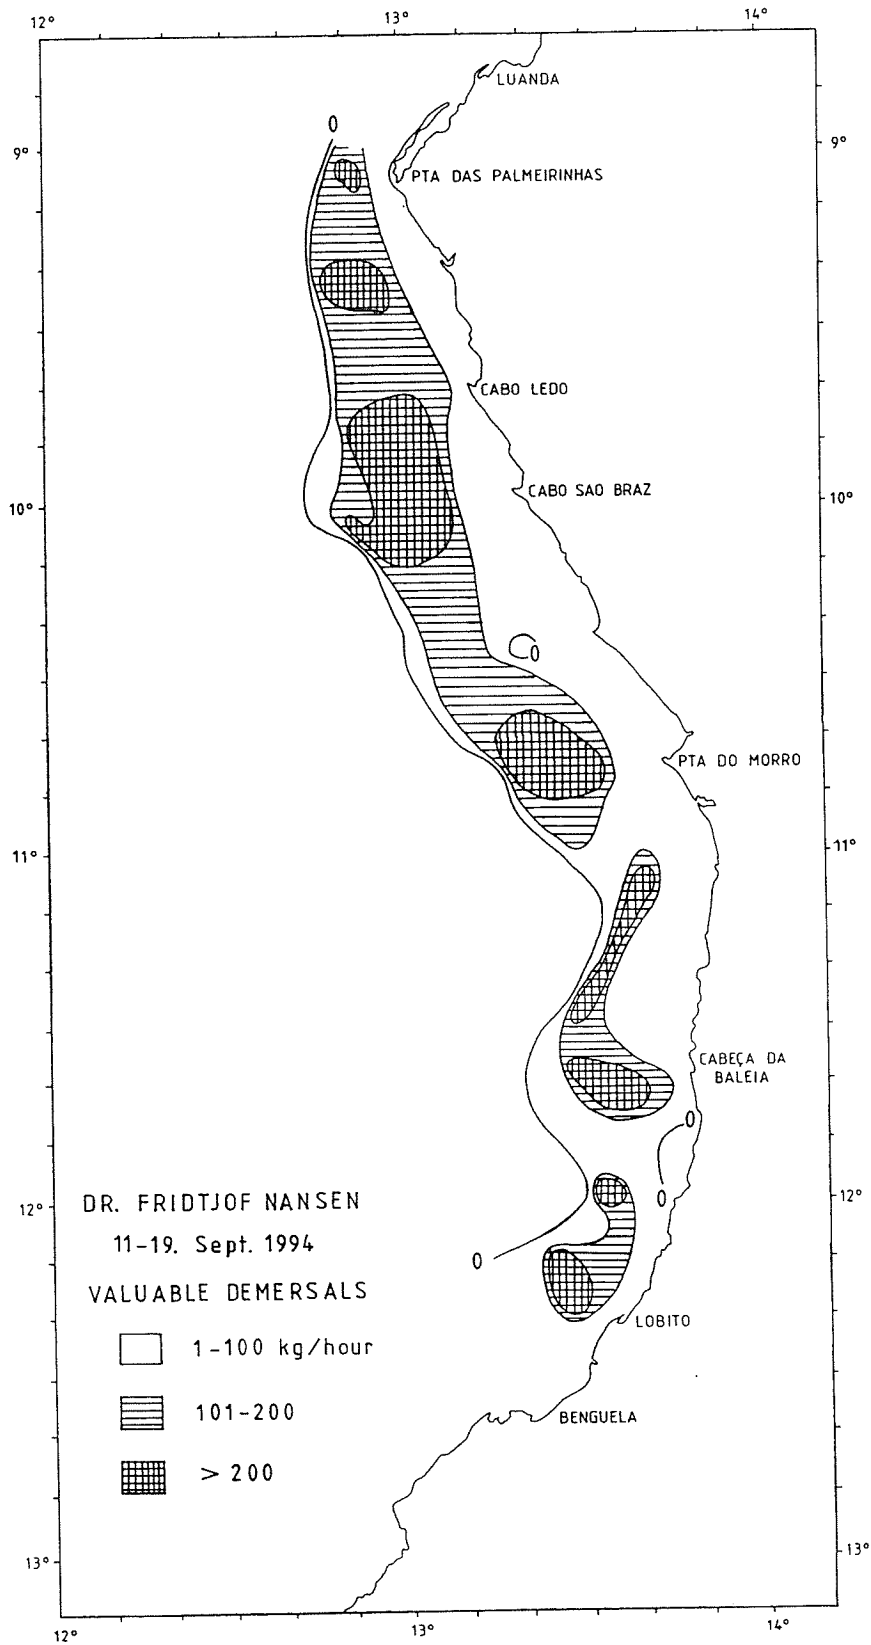 12° 13° 14°
LUANDA
0
9° 9°
PTA DAS PALMEIRINHAS
CABO LEDO
CABO SAO BRAZ
10° 10°
0
PTA DO MORRO
11° 11°
CABEÇA DA
BALEIA
0
DR. FRIDTJOF NANSEN
0
12° 12°
11-19. Sept. 1994
0
VALUABLE DEMERSALS
LOBITO
1-100 kg/hour
101-200
BENGUELA
> 200
13° 13°
12° 13° 14°